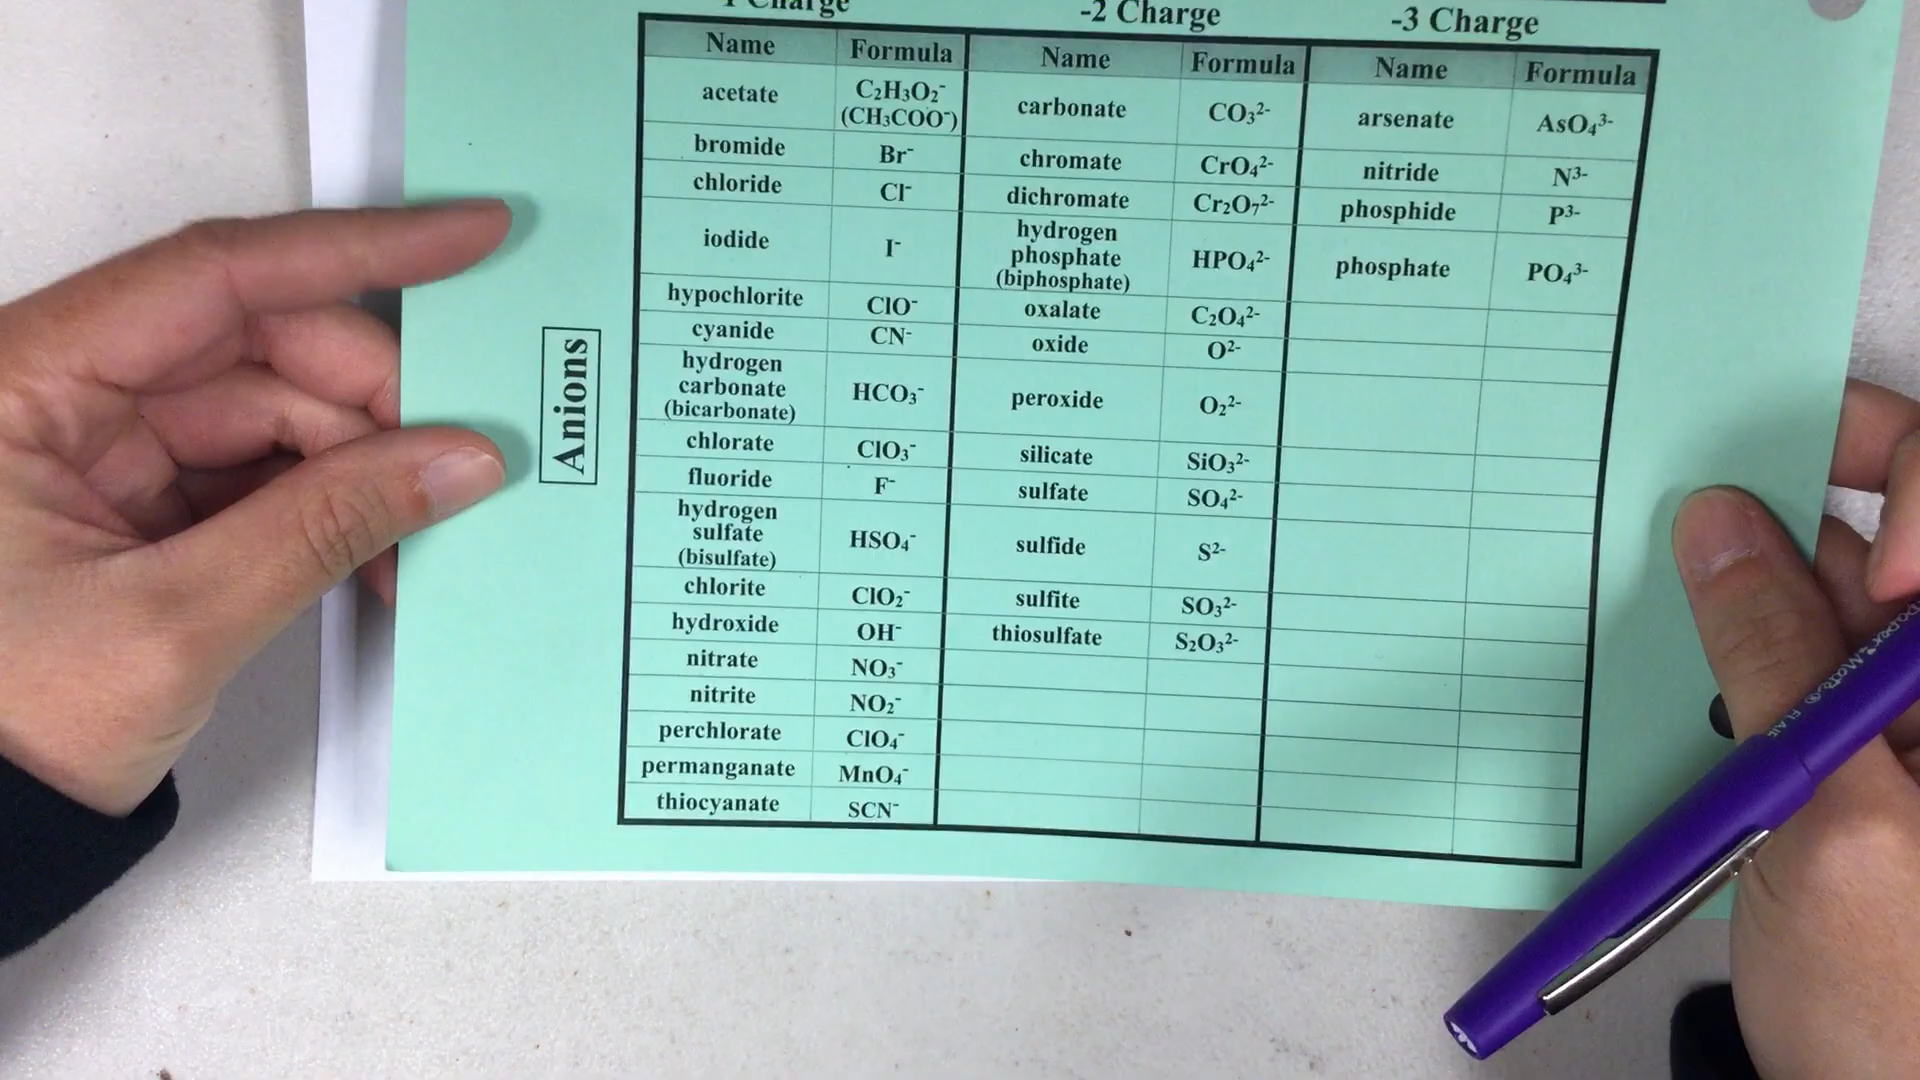 -1 Charge -2 Charge -3 Charge
Name Formula Name Formula Name Formula
acetate C₂H₃O₂⁻ (CH₃COO⁻) carbonate CO₃²⁻ arsenate AsO₄³⁻
bromide Br⁻ chromate CrO₄²⁻ nitride N³⁻
chloride Cl⁻ dichromate Cr₂O₇²⁻ phosphide P³⁻
iodide I⁻ hydrogen phosphate (biphosphate) HPO₄²⁻ phosphate PO₄³⁻
hypochlorite ClO⁻ oxalate C₂O₄²⁻
cyanide CN⁻ oxide O²⁻
hydrogen carbonate (bicarbonate) HCO₃⁻ peroxide O₂²⁻
chlorate ClO₃⁻ silicate SiO₃²⁻
fluoride F⁻ sulfate SO₄²⁻
hydrogen sulfate (bisulfate) HSO₄⁻ sulfide S²⁻
chlorite ClO₂⁻ sulfite SO₃²⁻
hydroxide OH⁻ thiosulfate S₂O₃²⁻
nitrate NO₃⁻
nitrite NO₂⁻
perchlorate ClO₄⁻
permanganate MnO₄⁻
thiocyanate SCN⁻
Anions